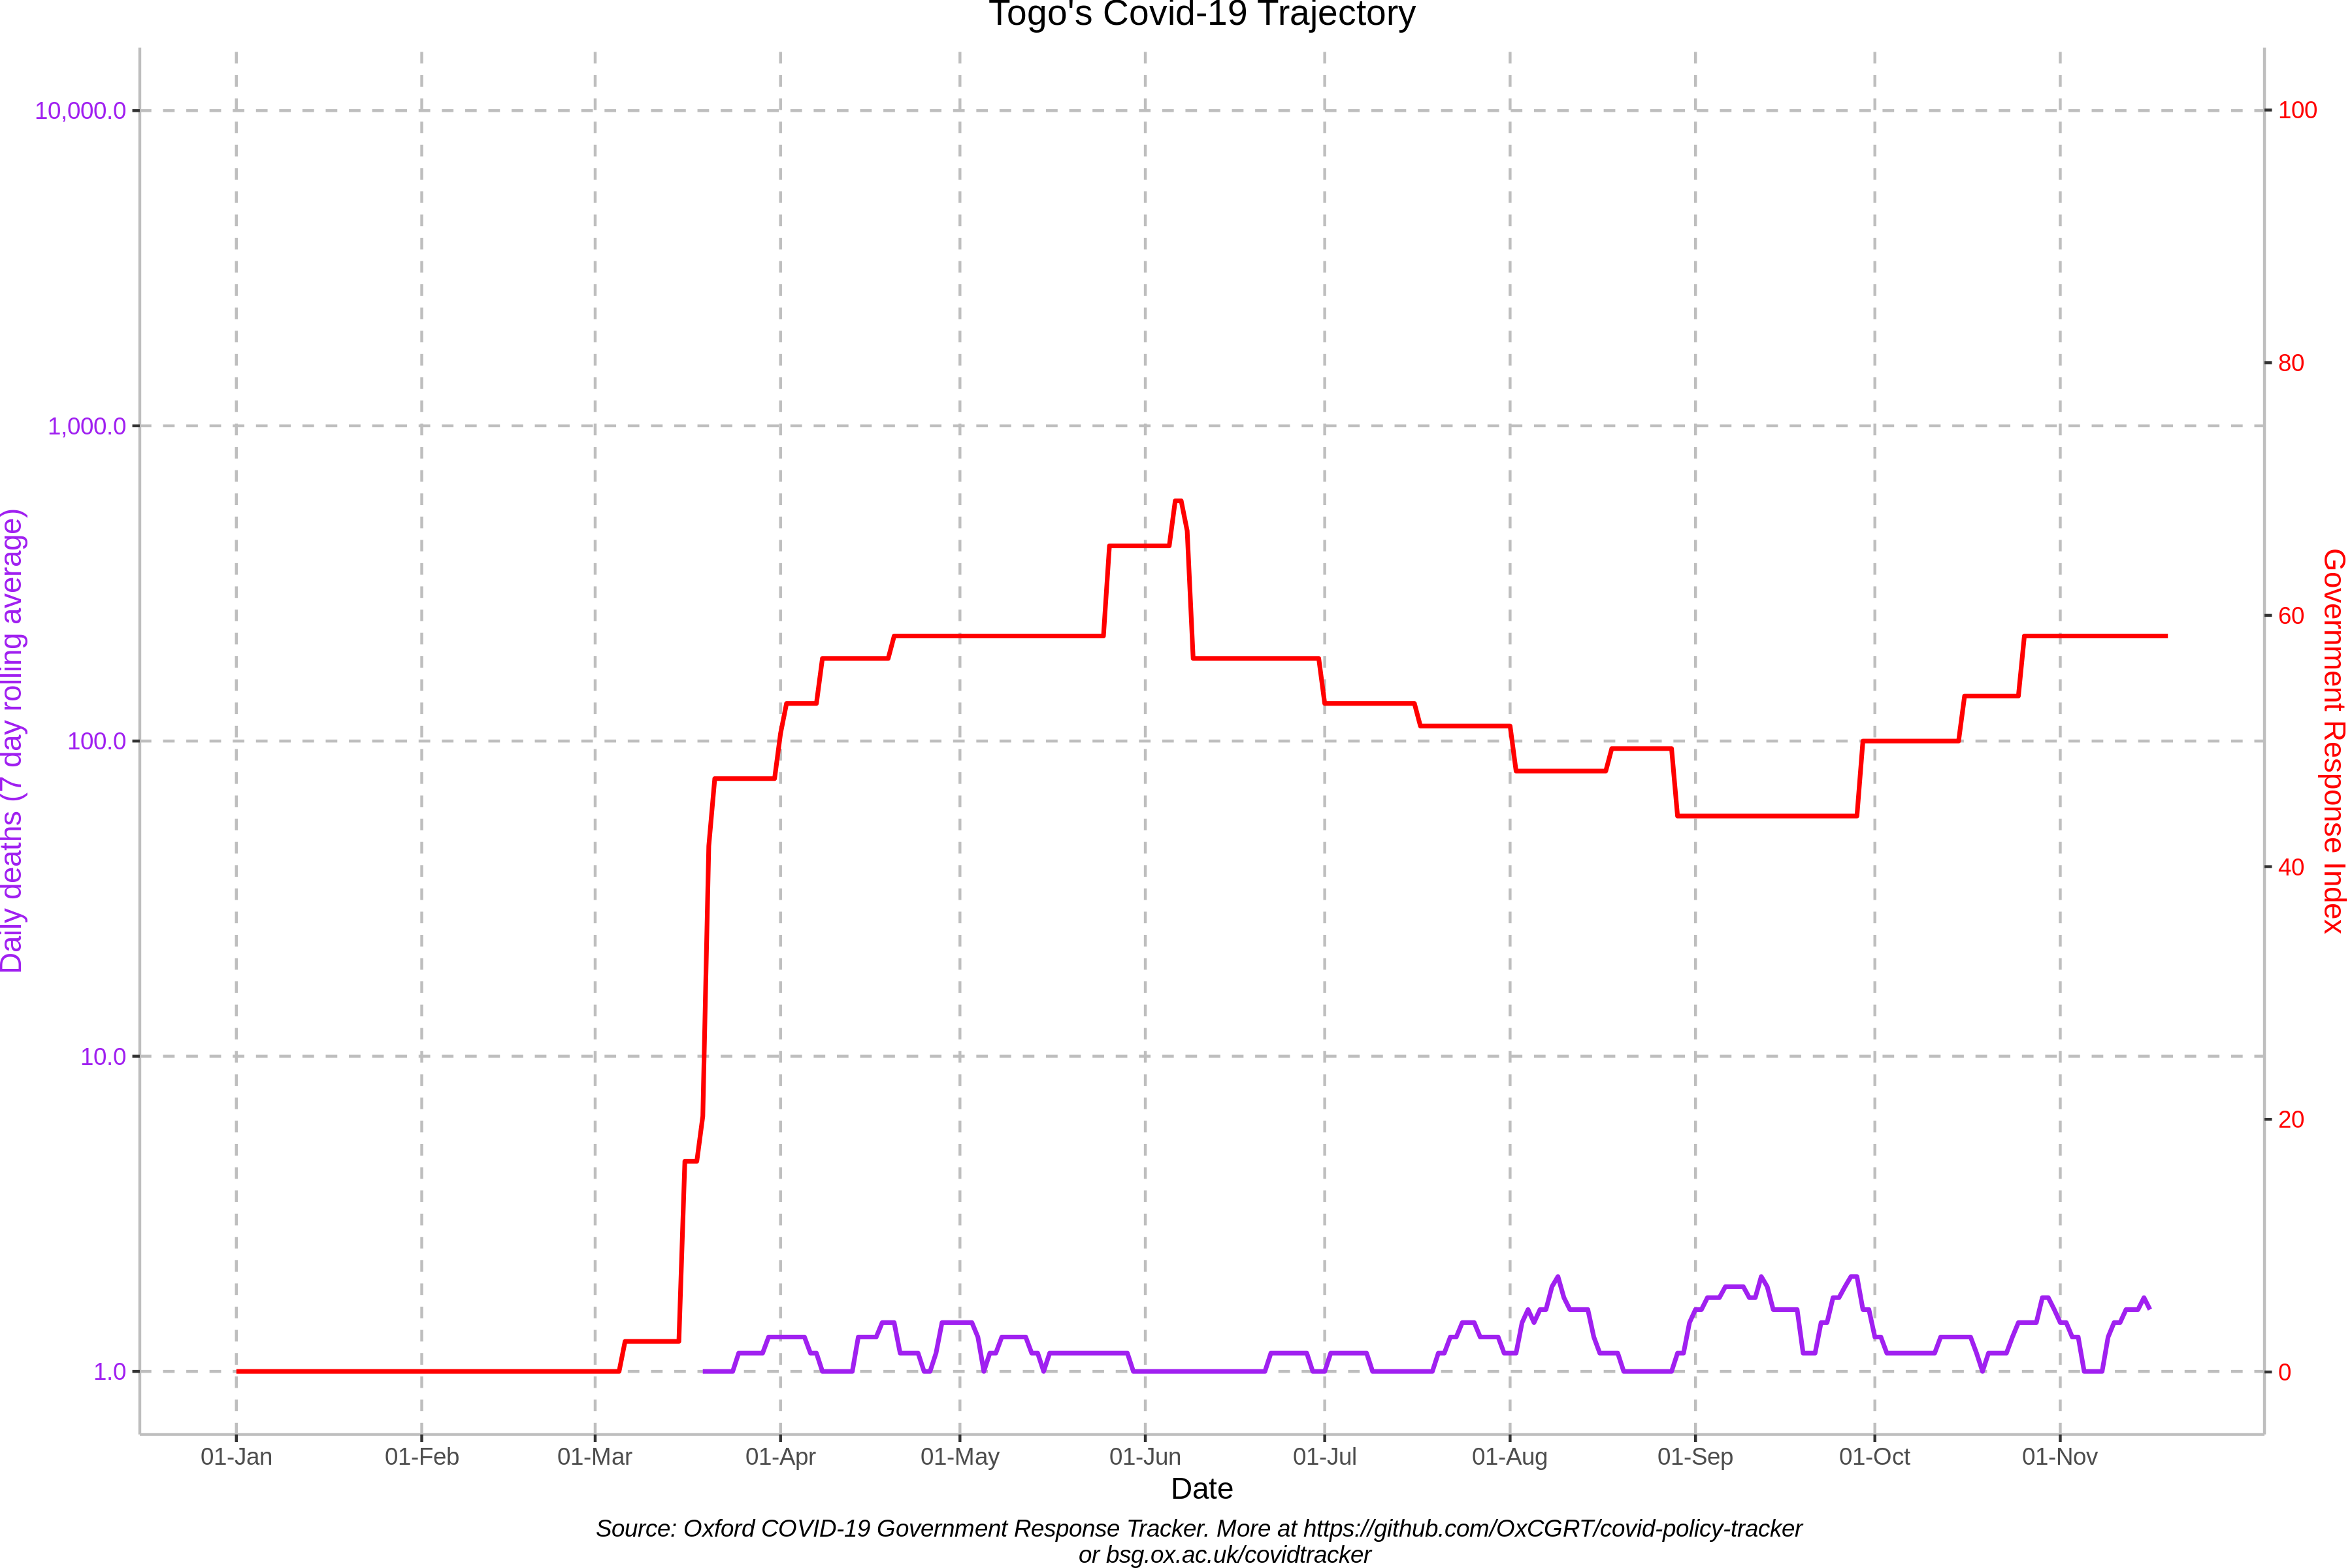 Togo's Covid-19 Trajectory
10,000.0
1,000.0
100.0
10.0
1.0
Daily deaths (7 day rolling average)
100
80
60
40
20
0
Government Response Index
01-Jan
01-Feb
01-Mar
01-Apr
01-May
01-Jun
01-Jul
01-Aug
01-Sep
01-Oct
01-Nov
Date
Source: Oxford COVID-19 Government Response Tracker. More at https://github.com/OxCGRT/covid-policy-tracker
or bsg.ox.ac.uk/covidtracker